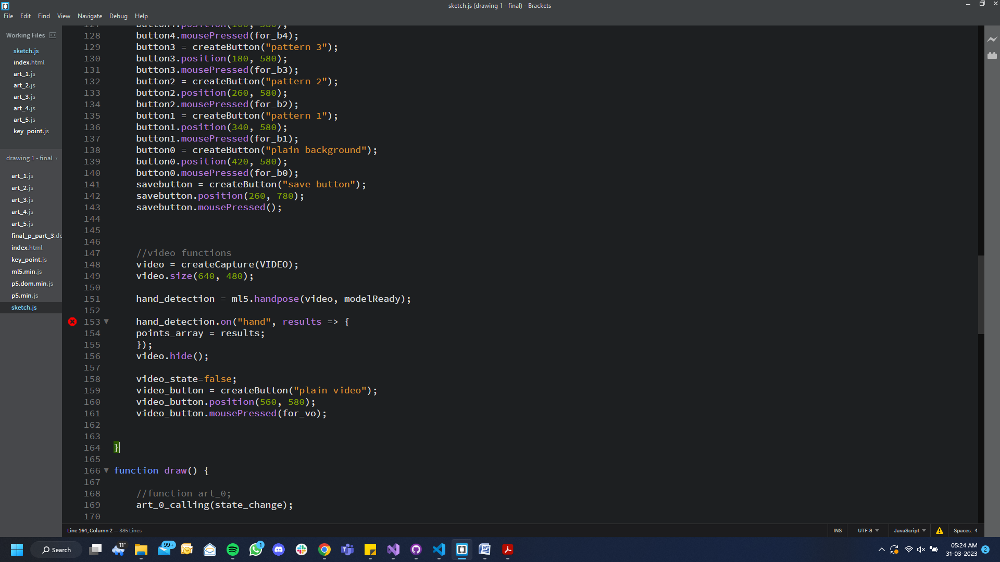 sketch.js (drawing 1 - final) - Brackets
File Edit Find View Navigate Debug Help
Working Files
sketch.js
index.html
art_1.js
art_2.js
art_3.js
art_4.js
art_5.js
key_point.js
drawing 1 - final
art_1.js
art_2.js
art_3.js
art_4.js
art_5.js
final_p_part_3.dc
index.html
key_point.js
ml5.min.js
p5.dom.min.js
p5.min.js
sketch.js
128 button4.mousePressed(for_b4);
129 button3 = createButton("pattern 3");
130 button3.position(180, 580);
131 button3.mousePressed(for_b3);
132 button2 = createButton("pattern 2");
133 button2.position(260, 580);
134 button2.mousePressed(for_b2);
135 button1 = createButton("pattern 1");
136 button1.position(340, 580);
137 button1.mousePressed(for_b1);
138 button0 = createButton("plain background");
139 button0.position(420, 580);
140 button0.mousePressed(for_b0);
141 savebutton = createButton("save button");
142 savebutton.position(260, 780);
143 savebutton.mousePressed();
144
145
146
147 //video functions
148 video = createCapture(VIDEO);
149 video.size(640, 480);
150
151 hand_detection = ml5.handpose(video, modelReady);
152
153 hand_detection.on("hand", results => {
154 points_array = results;
155 });
156 video.hide();
157
158 video_state=false;
159 video_button = createButton("plain video");
160 video_button.position(560, 580);
161 video_button.mousePressed(for_vo);
162
163
164 }
165
166 function draw() {
167
168 //function art_0;
169 art_0_calling(state_change);
170
Line 164, Column 2 — 385 Lines
INS UTF-8 JavaScript Spaces: 4
Search
11°
99+
1
05:24 AM
31-03-2023
2